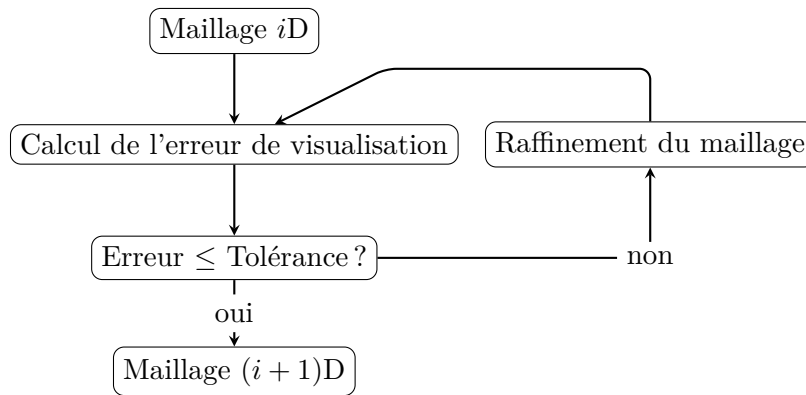 Maillage iD
Calcul de l'erreur de visualisation
Raffinement du maillage
Erreur ≤ Tolérance ?
non
oui
Maillage (i + 1)D